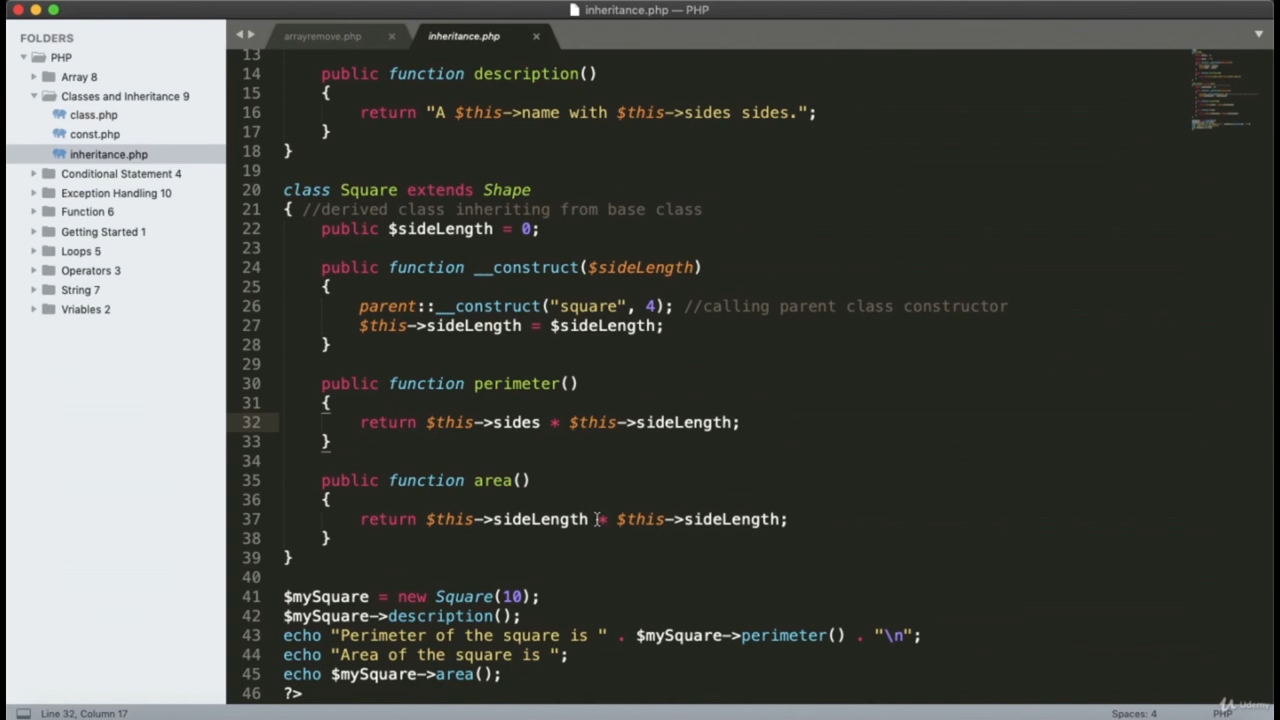 inheritance.php — PHP
FOLDERS
PHP
Array 8
Classes and Inheritance 9
class.php
const.php
inheritance.php
Conditional Statement 4
Exception Handling 10
Function 6
Getting Started 1
Loops 5
Operators 3
String 7
Vriables 2
arrayremove.php × inheritance.php ×
13
14 public function description()
15 {
16 return "A $this->name with $this->sides sides.";
17 }
18 }
19
20 class Square extends Shape
21 { //derived class inheriting from base class
22 public $sideLength = 0;
23
24 public function __construct($sideLength)
25 {
26 parent::__construct("square", 4); //calling parent class constructor
27 $this->sideLength = $sideLength;
28 }
29
30 public function perimeter()
31 {
32 return $this->sides * $this->sideLength;
33 }
34
35 public function area()
36 {
37 return $this->sideLength * $this->sideLength;
38 }
39 }
40
41 $mySquare = new Square(10);
42 $mySquare->description();
43 echo "Perimeter of the square is " . $mySquare->perimeter() . "\n";
44 echo "Area of the square is ";
45 echo $mySquare->area();
46 ?>
Line 32, Column 17
Spaces: 4
PHP
Udemy